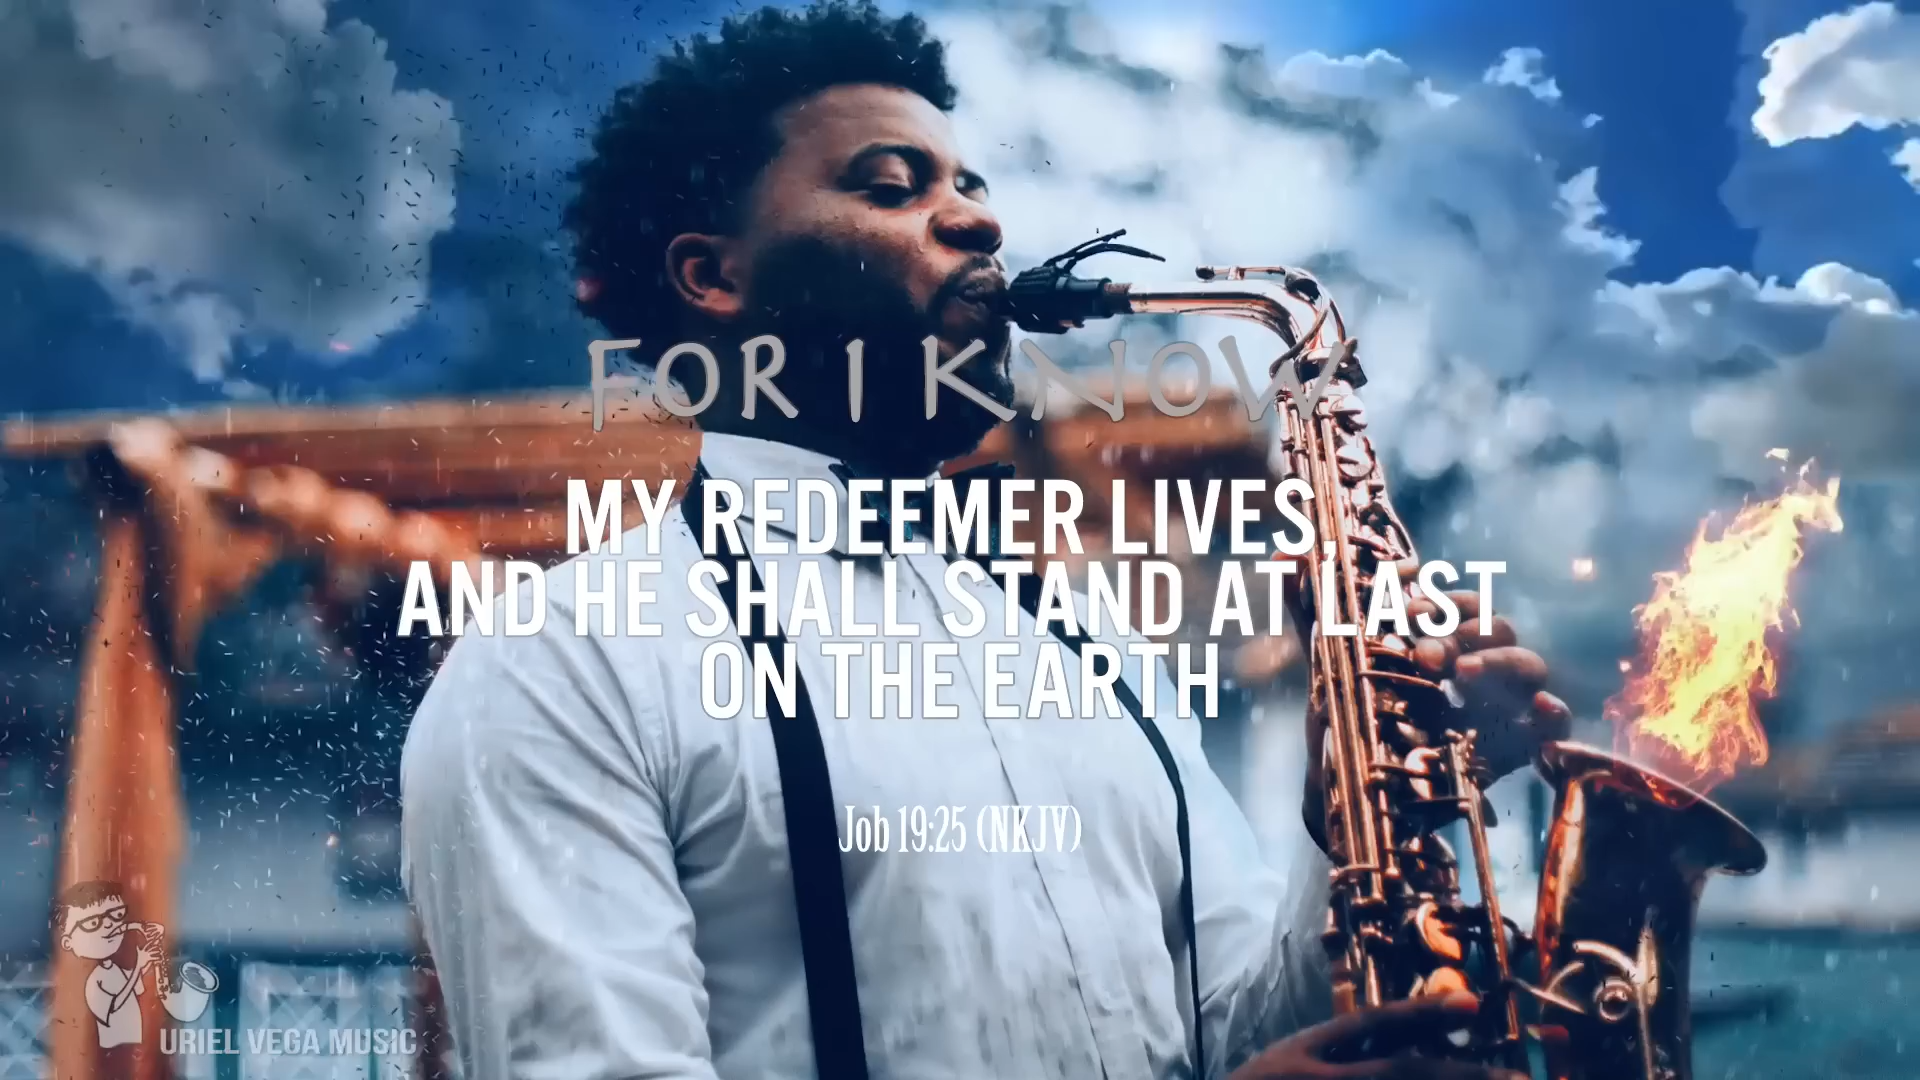 FOR I KNOW
MY REDEEMER LIVES,
AND HE SHALL STAND AT LAST
ON THE EARTH
Job 19:25 (NKJV)
URIEL VEGA MUSIC